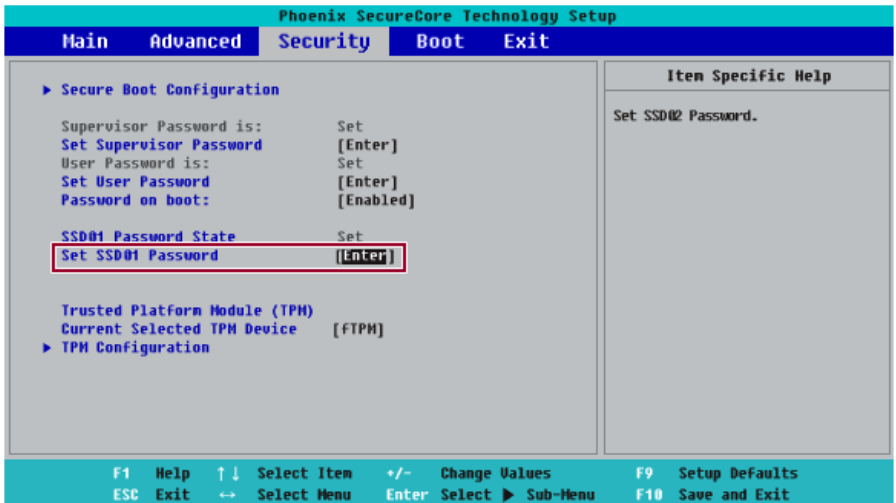 Phoenix SecureCore Technology Setup
Main Advanced Security Boot Exit
Item Specific Help
▶ Secure Boot Configuration
Set SSD02 Password.
Supervisor Password is: Set
Set Supervisor Password [Enter]
User Password is: Set
Set User Password [Enter]
Password on boot: [Enabled]
SSD01 Password State Set
Set SSD01 Password [Enter]
Trusted Platform Module (TPM)
Current Selected TPM Device [fTPM]
▶ TPM Configuration
F1 Help ↑↓ Select Item +/- Change Values F9 Setup Defaults
ESC Exit ↔ Select Menu Enter Select ▶ Sub-Menu F10 Save and Exit